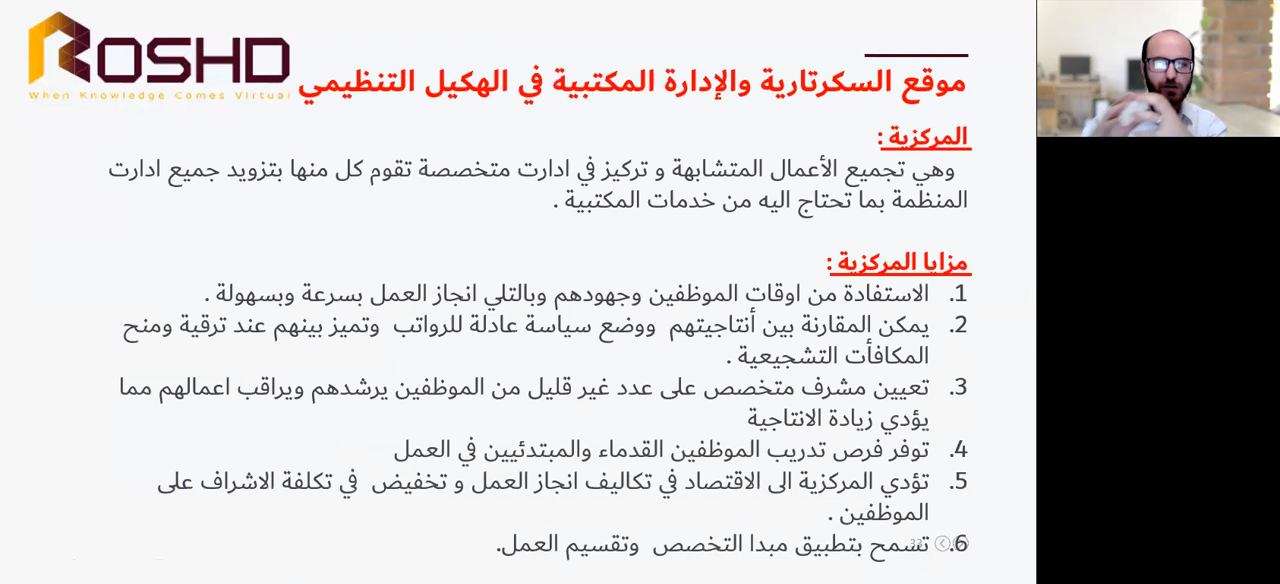 ROSHD
When Knowledge Comes Virtual
موقع السكرتارية والإدارة المكتبية في الهكيل التنظيمي
المركزية :
وهي تجميع الأعمال المتشابهة و تركيز في ادارت متخصصة تقوم كل منها بتزويد جميع ادارت
المنظمة بما تحتاج اليه من خدمات المكتبية .
مزايا المركزية :
1. الاستفادة من اوقات الموظفين وجهودهم وبالتلي انجاز العمل بسرعة وبسهولة .
2. يمكن المقارنة بين أنتاجيتهم ووضع سياسة عادلة للرواتب وتميز بينهم عند ترقية ومنح
المكافأت التشجيعية .
3. تعيين مشرف متخصص على عدد غير قليل من الموظفين يرشدهم ويراقب اعمالهم مما
يؤدي زيادة الانتاجية
4. توفر فرص تدريب الموظفين القدماء والمبتدئيين في العمل
5. تؤدي المركزية الى الاقتصاد في تكاليف انجاز العمل و تخفيض في تكلفة الاشراف على
الموظفين .
6. تسمح بتطبيق مبدا التخصص وتقسيم العمل.